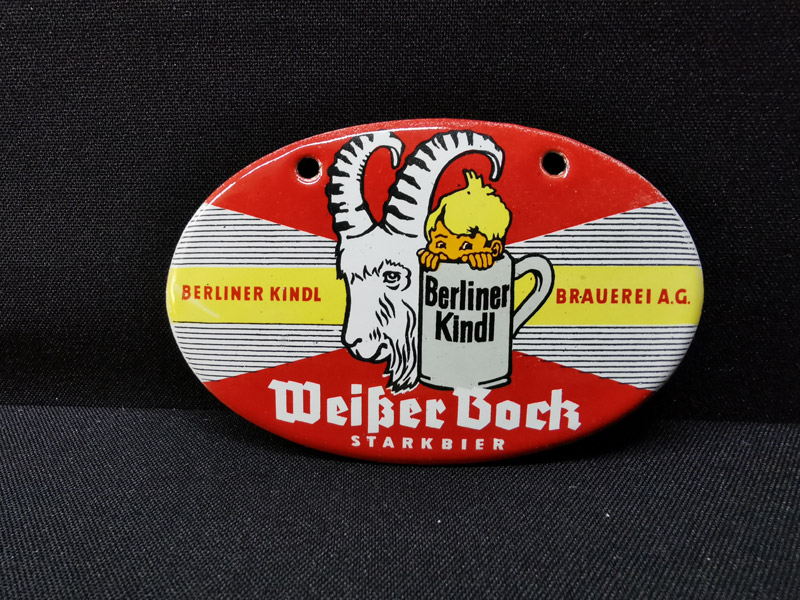 BERLINER KINDL
BRAUEREI A.G.
Berliner
Kindl
Weißer Bock
STARKBIER